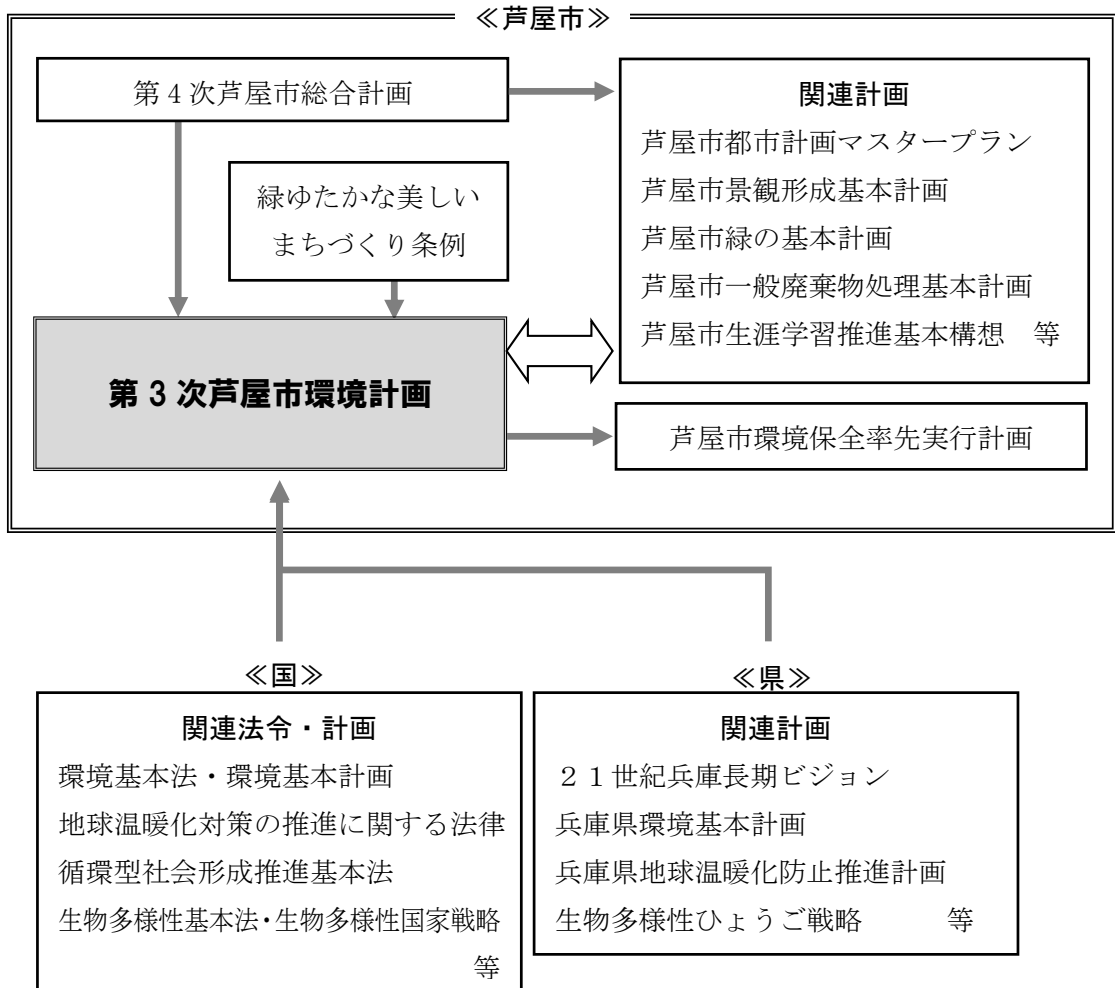 ≪芦屋市≫
第4次芦屋市総合計画
緑ゆたかな美しい
まちづくり条例
第3次芦屋市環境計画
関連計画
芦屋市都市計画マスタープラン
芦屋市景観形成基本計画
芦屋市緑の基本計画
芦屋市一般廃棄物処理基本計画
芦屋市生涯学習推進基本構想　等
芦屋市環境保全率先実行計画
≪国≫
関連法令・計画
環境基本法・環境基本計画
地球温暖化対策の推進に関する法律
循環型社会形成推進基本法
生物多様性基本法・生物多様性国家戦略
等
≪県≫
関連計画
２１世紀兵庫長期ビジョン
兵庫県環境基本計画
兵庫県地球温暖化防止推進計画
生物多様性ひょうご戦略　　等